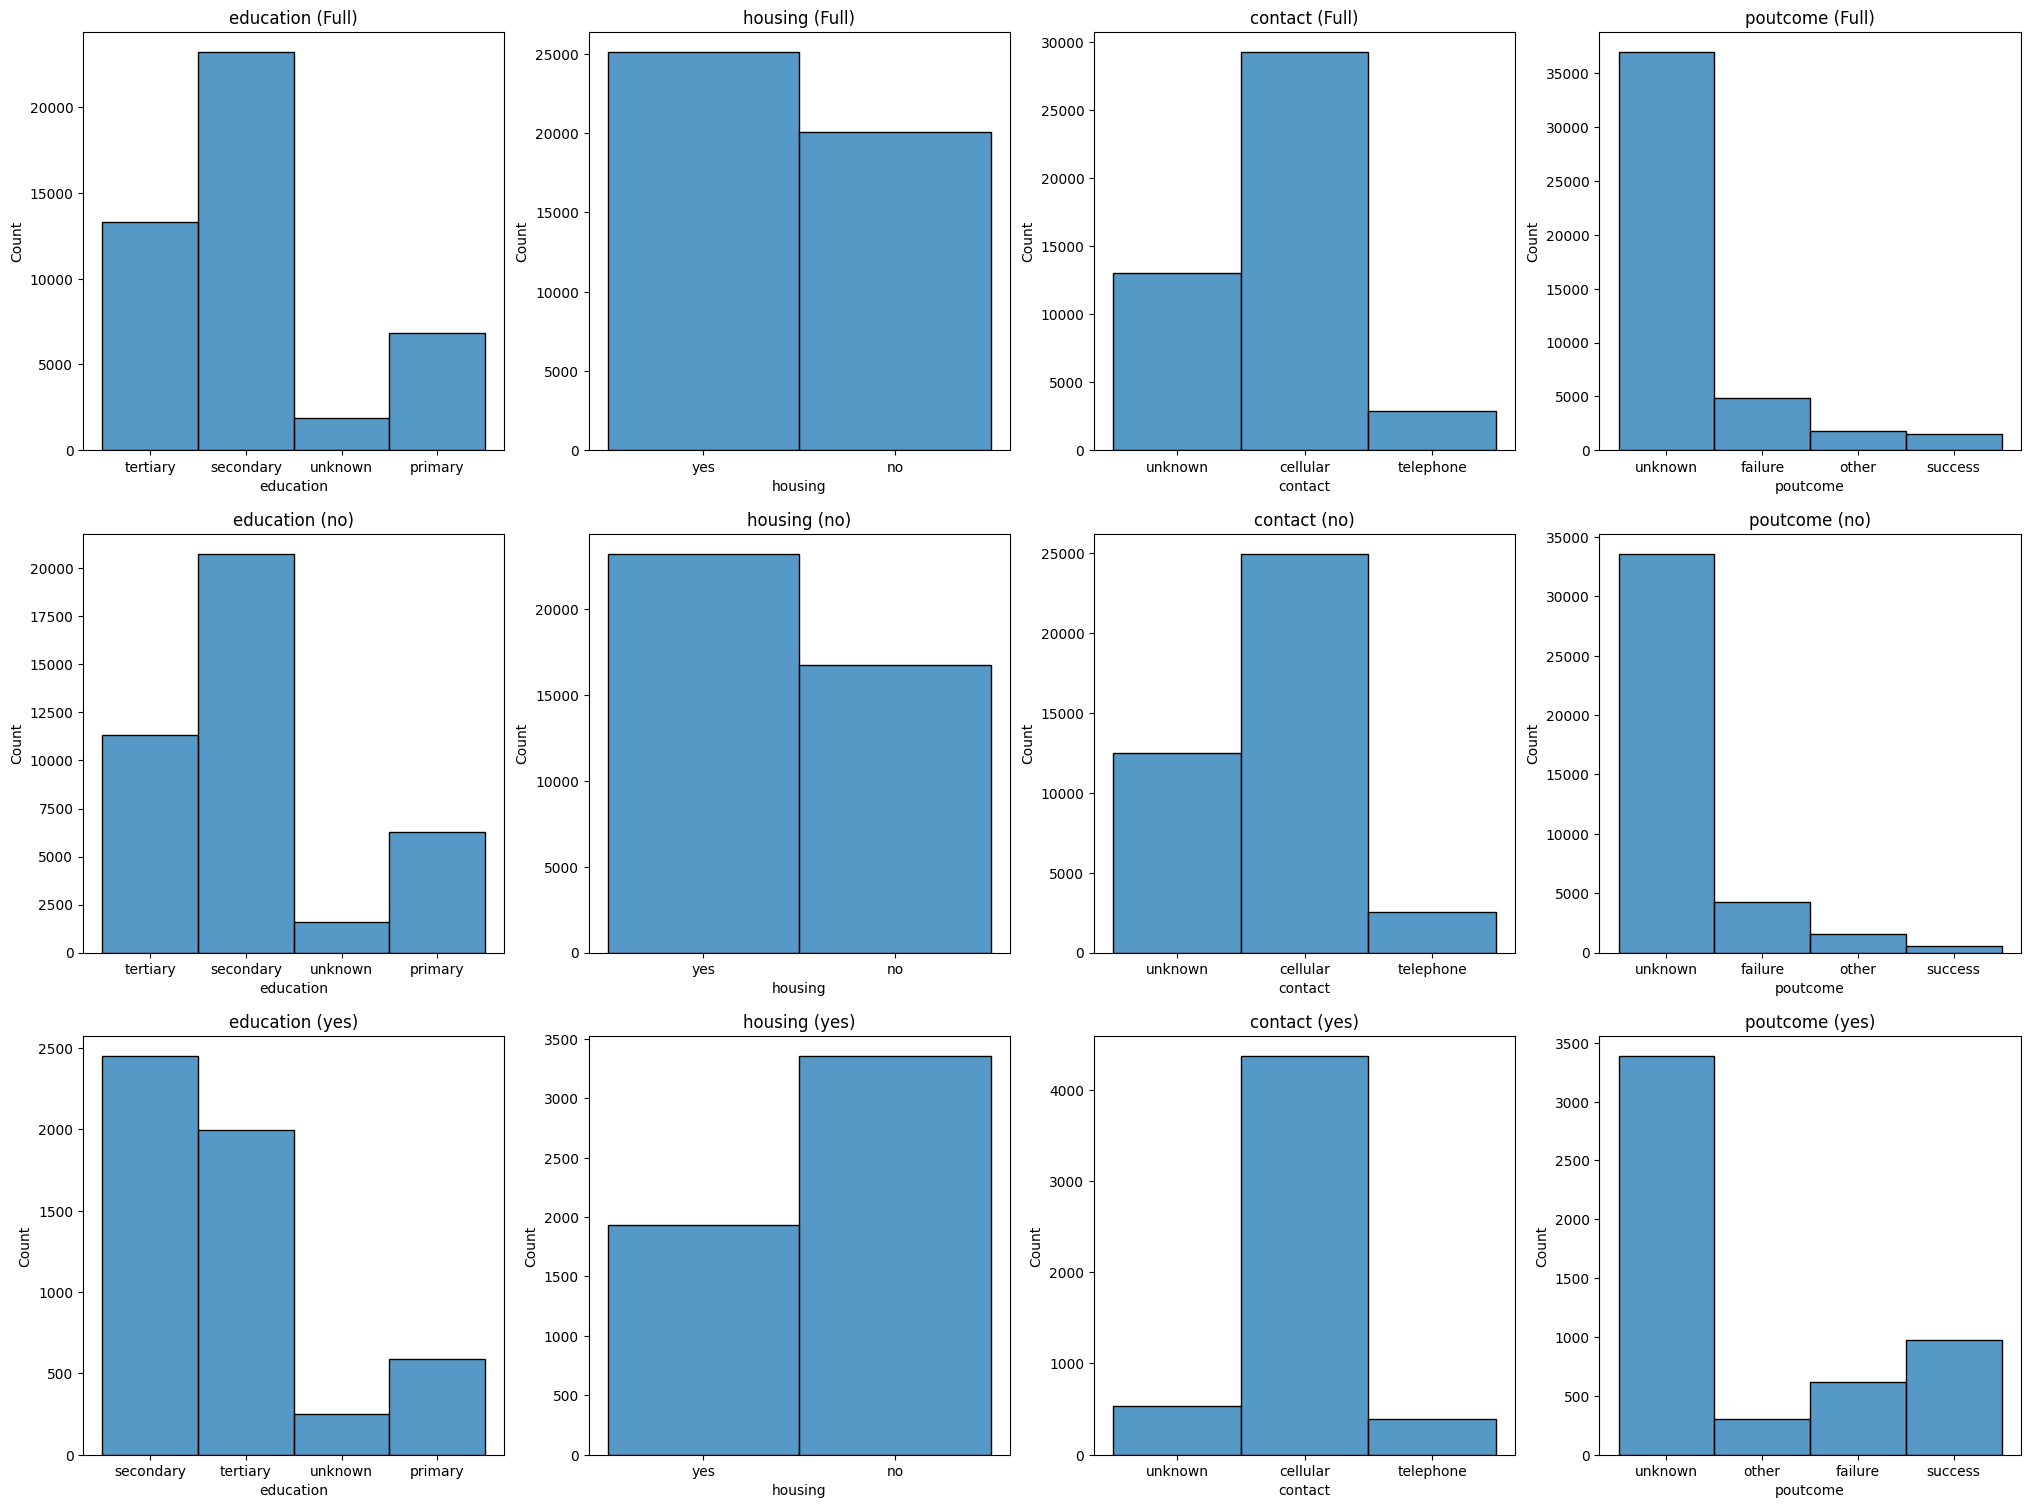 education (Full)
Count
20000
15000
10000
5000
0
tertiary secondary unknown primary
education
housing (Full)
Count
25000
20000
15000
10000
5000
0
yes no
housing
contact (Full)
Count
30000
25000
20000
15000
10000
5000
0
unknown cellular telephone
contact
poutcome (Full)
Count
35000
30000
25000
20000
15000
10000
5000
0
unknown failure other success
poutcome
education (no)
Count
20000
17500
15000
12500
10000
7500
5000
2500
0
tertiary secondary unknown primary
education
housing (no)
Count
20000
15000
10000
5000
0
yes no
housing
contact (no)
Count
25000
20000
15000
10000
5000
0
unknown cellular telephone
contact
poutcome (no)
Count
35000
30000
25000
20000
15000
10000
5000
0
unknown failure other success
poutcome
education (yes)
Count
2500
2000
1500
1000
500
0
secondary tertiary unknown primary
education
housing (yes)
Count
3500
3000
2500
2000
1500
1000
500
0
yes no
housing
contact (yes)
Count
4000
3000
2000
1000
0
unknown cellular telephone
contact
poutcome (yes)
Count
3500
3000
2500
2000
1500
1000
500
0
unknown other failure success
poutcome